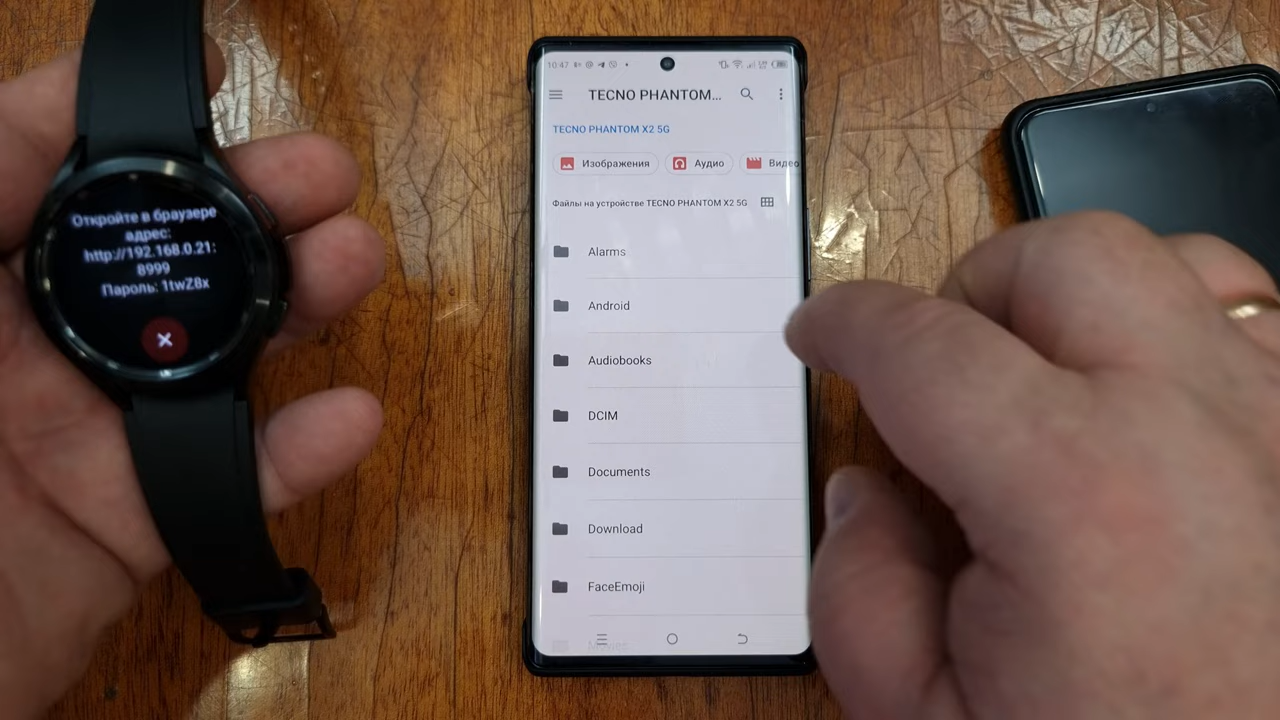 Откройте в браузере
адрес:
http://192.168.0.21:
8999
Пароль: 1twZ8x
10:47
TECNO PHANTOM...
TECNO PHANTOM X2 5G
Изображения
Аудио
Видео
Файлы на устройстве TECNO PHANTOM X2 5G
Alarms
Android
Audiobooks
DCIM
Documents
Download
FaceEmoji